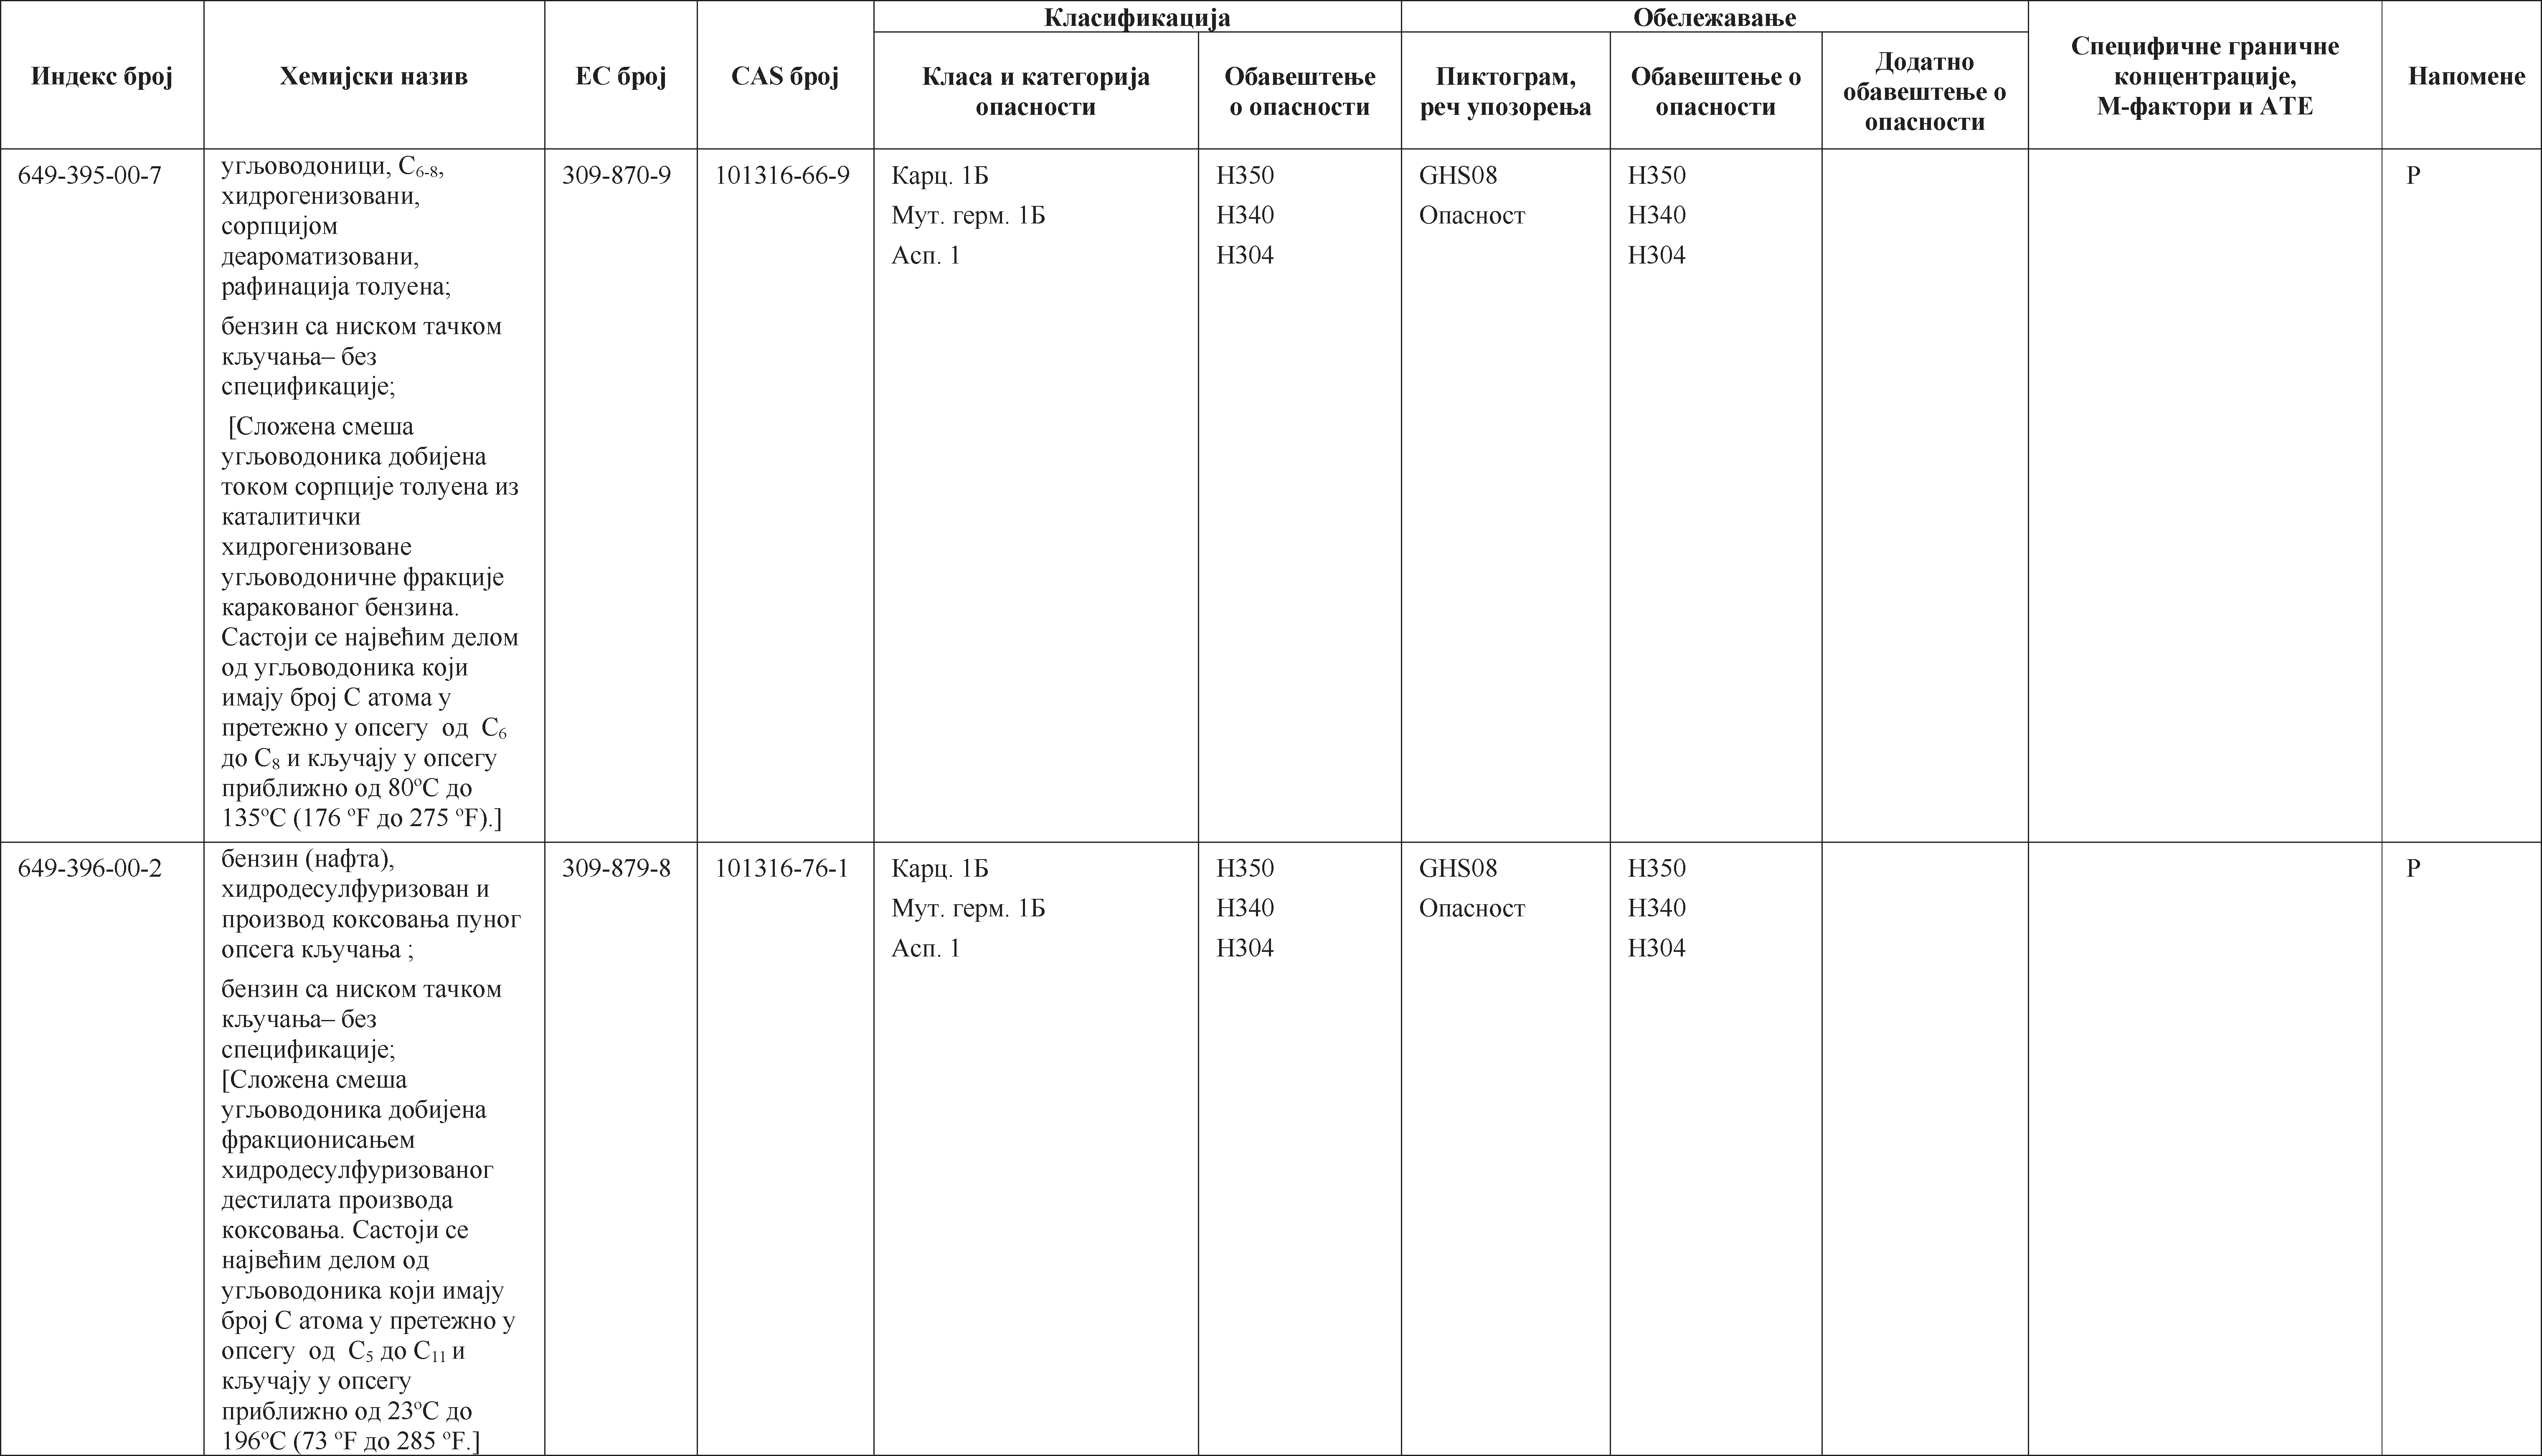 Индекс број
Хемијски назив
ЕС број
CAS број
Класификација
Класа и категорија
опасности
Обавештење
о опасности
Обележавање
Пиктограм,
реч упозорења
Обавештење о
опасности
Додатно
обавештење о
опасности
Специфичне граничне
концентрације,
М-фактори и АТЕ
Напомене
649-395-00-7
угљоводоници, C6-8,
хидрогенизовани,
сорпцијом
деароматизовани,
рафинација толуена;
бензин са ниском тачком
кључања– без
спецификације;
[Сложена смеша
угљоводоника добијена
током сорпције толуена из
каталитички
хидрогенизоване
угљоводоничне фракције
каракованог бензина.
Састоји се највећим делом
од угљоводоника који
имају број C атома у
претежно у опсегу од C6
до C8 и кључају у опсегу
приближно од 80ºC до
135ºC (176 ºF до 275 ºF).]
309-870-9
101316-66-9
Карц. 1Б
Мут. герм. 1Б
Асп. 1
H350
H340
H304
GHS08
Опасност
H350
H340
H304
P
649-396-00-2
бензин (нафта),
хидродесулфуризован и
производ коксовања пуног
опсега кључања ;
бензин са ниском тачком
кључања– без
спецификације;
[Сложена смеша
угљоводоника добијена
фракционисањем
хидродесулфуризованог
дестилата производа
коксовања. Састоји се
највећим делом од
угљоводоника који имају
број C атома у претежно у
опсегу од C5 до C11 и
кључају у опсегу
приближно од 23ºC до
196ºC (73 ºF до 285 ºF.]
309-879-8
101316-76-1
Карц. 1Б
Мут. герм. 1Б
Асп. 1
H350
H340
H304
GHS08
Опасност
H350
H340
H304
P